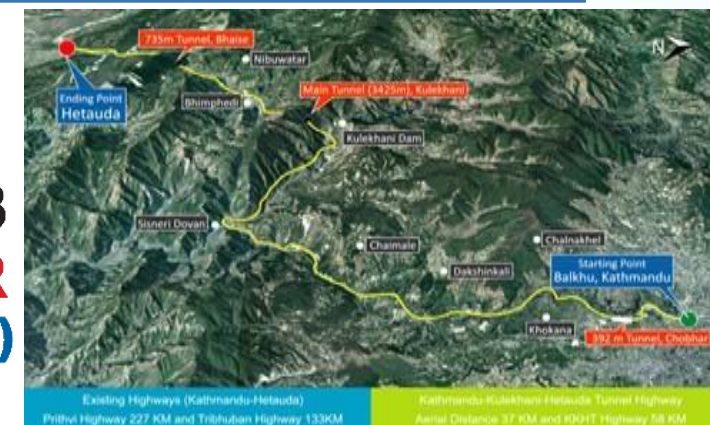 735m Tunnel, Bhaise
N
Nibuwatar
Ending Point
Hetauda
Bhimphedi
Main Tunnel (3425m), Kulekhani
Kulekhani Dam
3
R
)
Sisneri Dovan
Chaimale
Chalnakhel
Dakshinkali
Starting Point
Balkhu, Kathmandu
Khokana
392 m Tunnel, Chobhar
Existing Highways (Kathmandu-Hetauda)
Prithvi Highway 227 KM and Tribhuban Highway 133KM
Kathmandu-Kulekhani-Hetauda Tunnel Highway
Aerial Distance 37 KM and KKHT Highway 58 KM